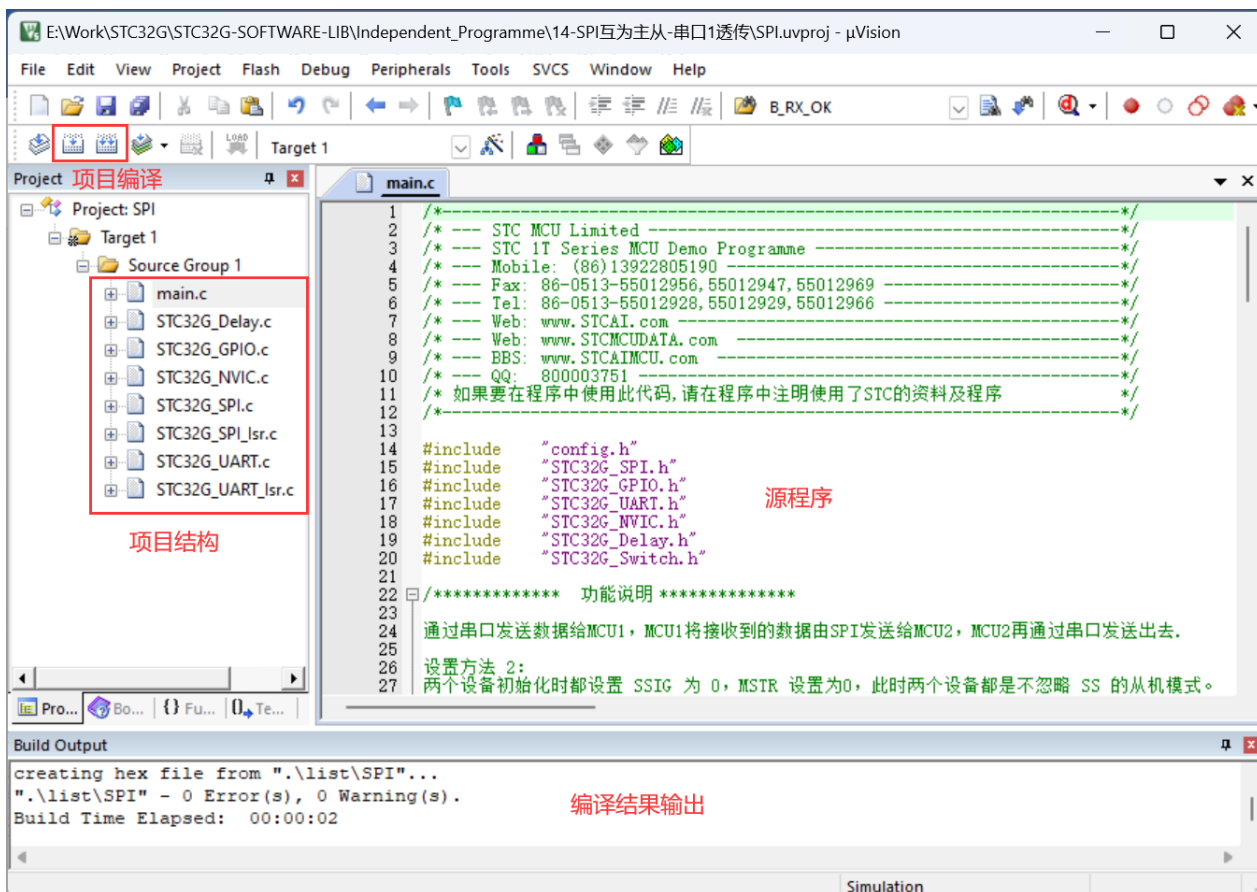 E:\Work\STC32G\STC32G-SOFTWARE-LIB\Independent_Programme\14-SPI互为主从-串口1透传\SPI.uvproj - µVision
File Edit View Project Flash Debug Peripherals Tools SVCS Window Help
B_RX_OK
LOAD
Target 1
Project 项目编译
main.c
Project: SPI
Target 1
Source Group 1
main.c
STC32G_Delay.c
STC32G_GPIO.c
STC32G_NVIC.c
STC32G_SPI.c
STC32G_SPI_Isr.c
STC32G_UART.c
STC32G_UART_Isr.c
项目结构
Pro... Bo... {} Fu... Te...
1 /*---------------------------------------------------------------------*/
2 /* --- STC MCU Limited ------------------------------------------------*/
3 /* --- STC 1T Series MCU Demo Programme -------------------------------*/
4 /* --- Mobile: (86)13922805190 ----------------------------------------*/
5 /* --- Fax: 86-0513-55012956,55012947,55012969 ------------------------*/
6 /* --- Tel: 86-0513-55012928,55012929,55012966 ------------------------*/
7 /* --- Web: www.STCAI.com ---------------------------------------------*/
8 /* --- Web: www.STCMCUDATA.com  ---------------------------------------*/
9 /* --- BBS: www.STCAIMCU.com  -----------------------------------------*/
10 /* --- QQ:  800003751 -------------------------------------------------*/
11 /* 如果要在程序中使用此代码,请在程序中注明使用了STC的资料及程序            */
12 /*---------------------------------------------------------------------*/
13
14 #include "config.h"
15 #include "STC32G_SPI.h"
16 #include "STC32G_GPIO.h"
17 #include "STC32G_UART.h"
源程序
18 #include "STC32G_NVIC.h"
19 #include "STC32G_Delay.h"
20 #include "STC32G_Switch.h"
21
22 /************* 功能说明 **************
23
24 通过串口发送数据给MCU1，MCU1将接收到的数据由SPI发送给MCU2，MCU2再通过串口发送出去.
25
26 设置方法 2:
27 两个设备初始化时都设置 SSIG 为 0，MSTR 设置为0，此时两个设备都是不忽略 SS 的从机模式。
Build Output
creating hex file from ".\list\SPI"...
".\list\SPI" - 0 Error(s), 0 Warning(s).
Build Time Elapsed:  00:00:02
编译结果输出
Simulation